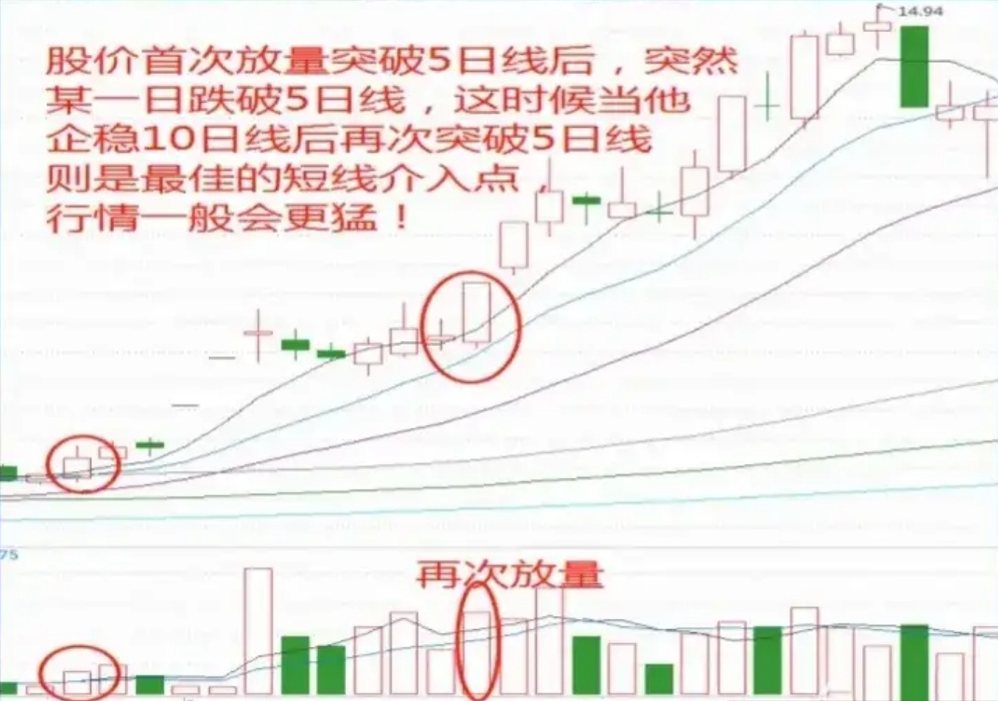 14.94
股价首次放量突破5日线后，突然
某一日跌破5日线，这时候当他
企稳10日线后再次突破5日线
则是最佳的短线介入点，
行情一般会更猛！
75
再次放量